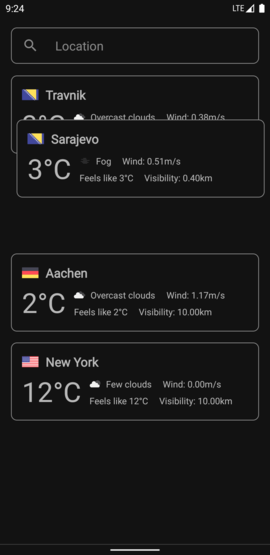 9:24 LTE
Location
Travnik
Overcast clouds Wind: 0.38m/s
Sarajevo
3°C Fog Wind: 0.51m/s
Feels like 3°C Visibility: 0.40km
Aachen
2°C Overcast clouds Wind: 1.17m/s
Feels like 2°C Visibility: 10.00km
New York
12°C Few clouds Wind: 0.00m/s
Feels like 12°C Visibility: 10.00km